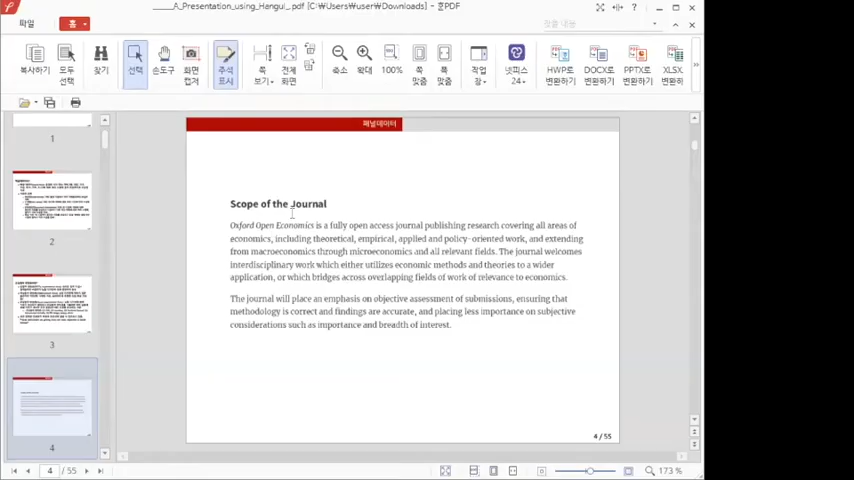 _A_Presentation_using_Hangul_.pdf [C:\Users\user\Downloads] - 훈PDF
파일
홈
맞춤 내용
복사하기
모두 선택
찾기
선택
손도구
화면 캡처
주석 표시
쪽 보기
전체 화면
축소
확대
100%
쪽 맞춤
폭 맞춤
작업 창
넷피스 24
HWP로 변환하기
DOCX로 변환하기
PPTX로 변환하기
XLSX 변환
1
2
3
4
패널데이터
Scope of the Journal
Oxford Open Economics is a fully open access journal publishing research covering all areas of
economics, including theoretical, empirical, applied and policy-oriented work, and extending
from macroeconomics through microeconomics and all relevant fields. The journal welcomes
interdisciplinary work which either utilizes economic methods and theories to a wider
application, or which bridges across overlapping fields of work of relevance to economics.
The journal will place an emphasis on objective assessment of submissions, ensuring that
methodology is correct and findings are accurate, and placing less importance on subjective
considerations such as importance and breadth of interest.
4 / 55
4 / 55
173 %